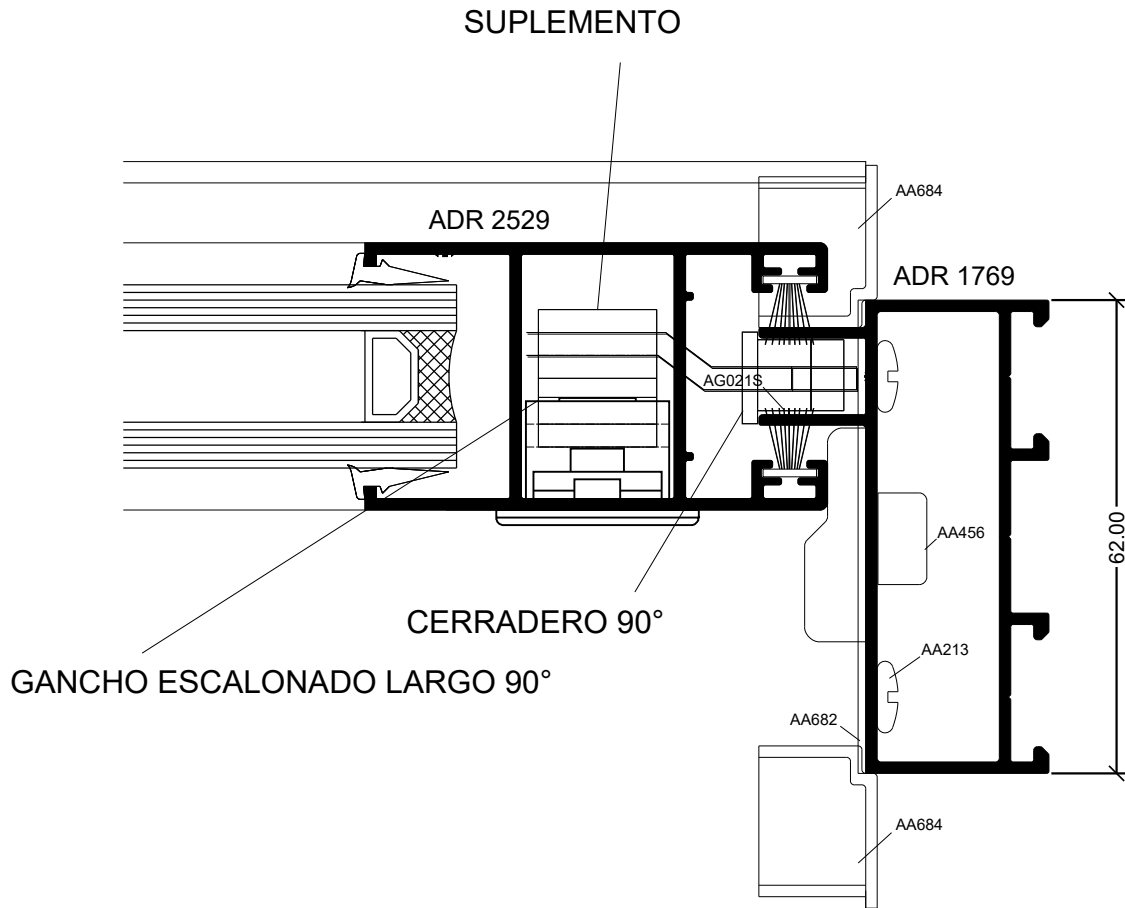 SUPLEMENTO
AA684
ADR 2529
ADR 1769
AG021S
AA456
62.00
CERRADERO 90°
AA213
GANCHO ESCALONADO LARGO 90°
AA682
AA684